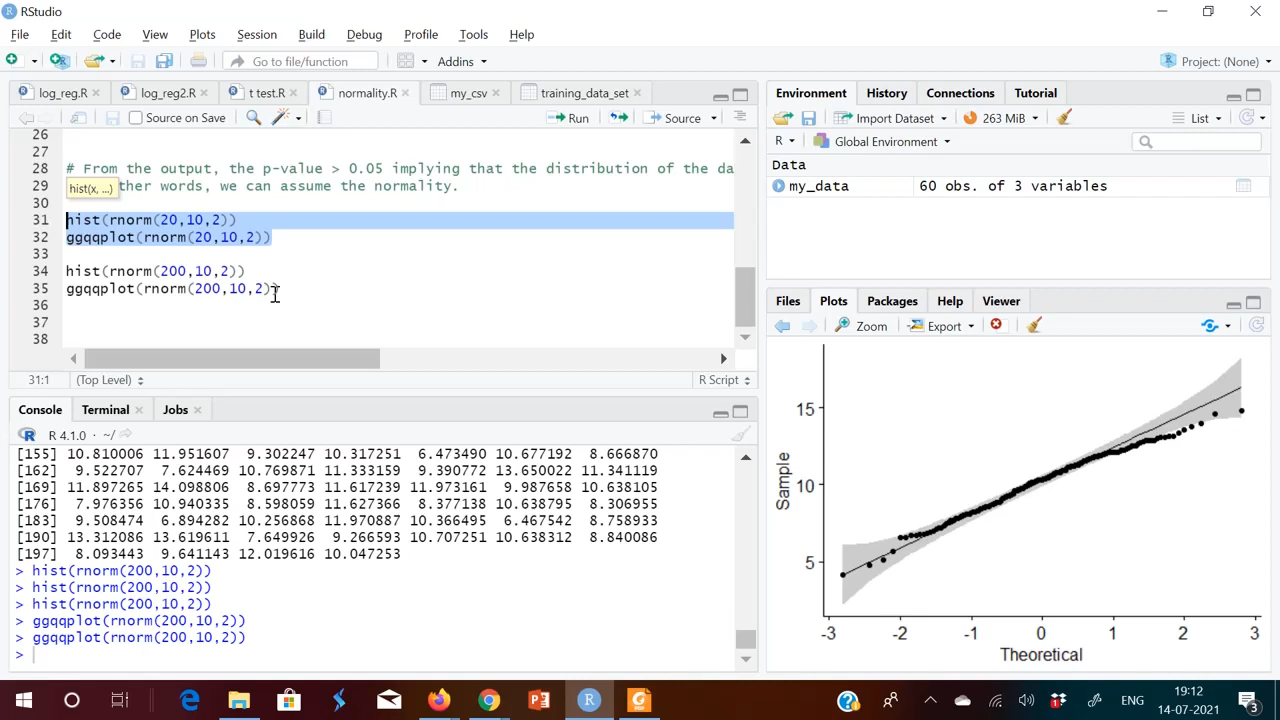 RStudio
File Edit Code View Plots Session Build Debug Profile Tools Help
Go to file/function Addins Project: (None)
log_reg.R log_reg2.R t test.R normality.R my_csv training_data_set
Source on Save Run Source
26
27
28 # From the output, the p-value > 0.05 implying that the distribution of the da
29 ther words, we can assume the normality.
hist(x, ...)
30
31 hist(rnorm(20,10,2))
32 ggqqplot(rnorm(20,10,2))
33
34 hist(rnorm(200,10,2))
35 ggqqplot(rnorm(200,10,2))
36
37
38
31:1 (Top Level) R Script
Console Terminal Jobs
R 4.1.0 · ~/
[155] 10.810006 11.951607 9.302247 10.317251 6.473490 10.677192 8.666870
[162] 9.522707 7.624469 10.769871 11.333159 9.390772 13.650022 11.341119
[169] 11.897265 14.098806 8.697773 11.627239 11.973161 9.987658 10.638105
[176] 7.976356 10.940335 8.598058 11.627366 8.377138 10.638795 8.306955
[183] 9.508474 6.894282 10.256868 11.970887 10.366495 6.467542 8.758933
[190] 13.312086 13.619611 7.649926 9.266593 10.707251 10.638312 8.840086
[197] 8.093443 9.641143 12.019616 10.047253
> hist(rnorm(200,10,2))
> hist(rnorm(200,10,2))
> hist(rnorm(200,10,2))
> ggqqplot(rnorm(200,10,2))
> ggqqplot(rnorm(200,10,2))
>
Environment History Connections Tutorial
Import Dataset 263 MiB List
R Global Environment
Data
my_data 60 obs. of 3 variables
Files Plots Packages Help Viewer
Zoom Export
15
10
5
Sample
-3 -2 -1 0 1 2 3
Theoretical
ENG
19:12
14-07-2021
3